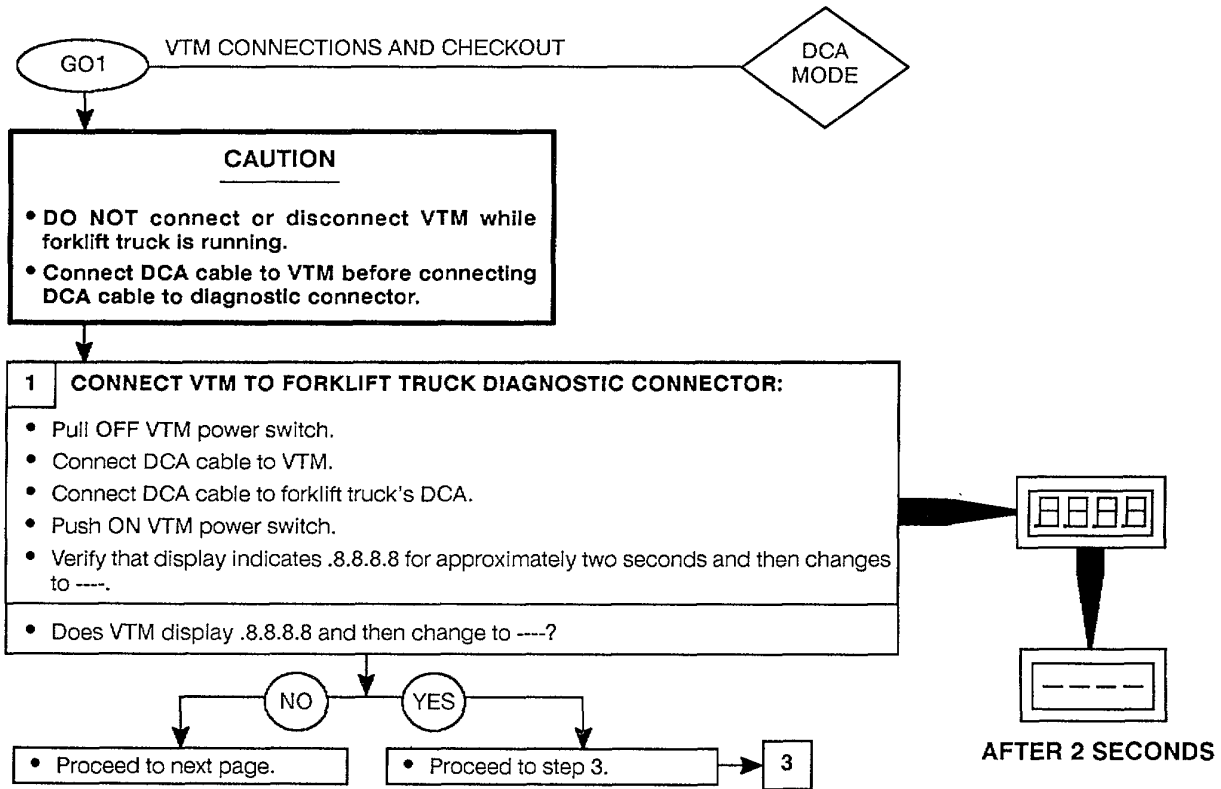 GO1
VTM CONNECTIONS AND CHECKOUT
DCA
MODE
CAUTION
• DO NOT connect or disconnect VTM while
forklift truck is running.
• Connect DCA cable to VTM before connecting
DCA cable to diagnostic connector.
1 CONNECT VTM TO FORKLIFT TRUCK DIAGNOSTIC CONNECTOR:
• Pull OFF VTM power switch.
• Connect DCA cable to VTM.
• Connect DCA cable to forklift truck's DCA.
• Push ON VTM power switch.
• Verify that display indicates .8.8.8.8 for approximately two seconds and then changes
to ----.
• Does VTM display .8.8.8.8 and then change to ----?
.8.8.8.8
----
AFTER 2 SECONDS
NO
YES
• Proceed to next page.
• Proceed to step 3.
3